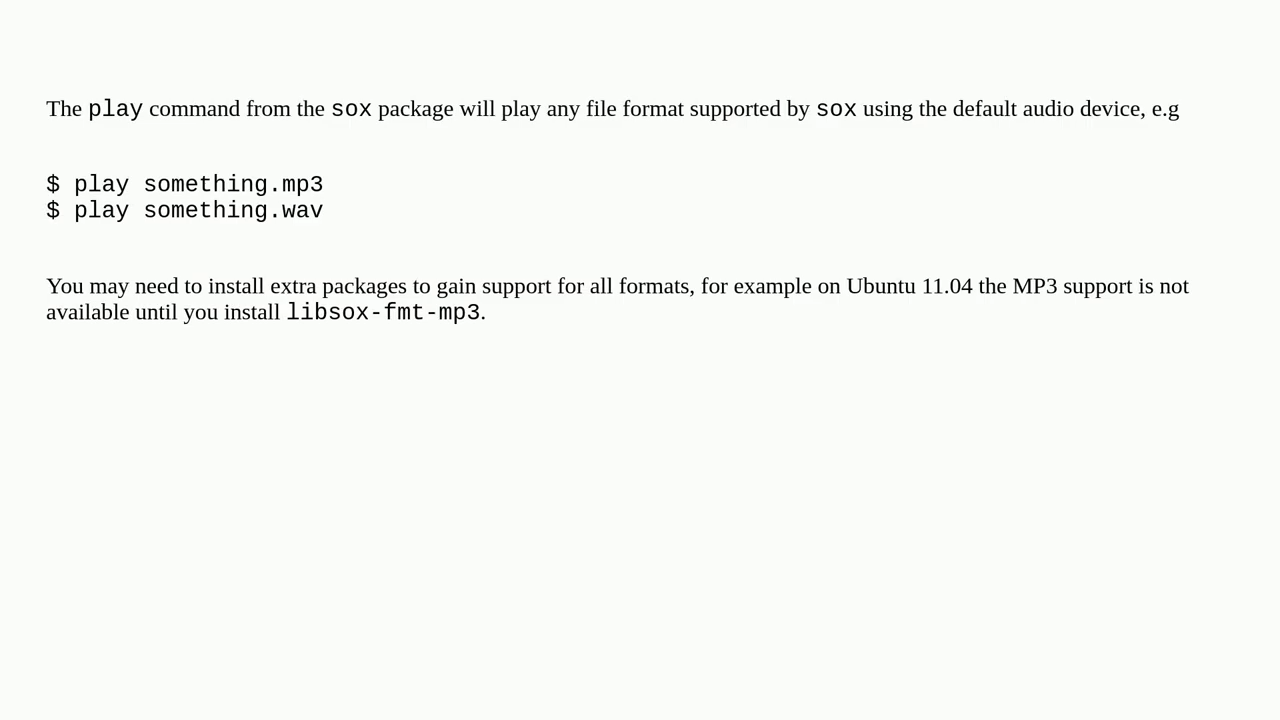 The play command from the sox package will play any file format supported by sox using the default audio device, e.g
$ play something.mp3
$ play something.wav
You may need to install extra packages to gain support for all formats, for example on Ubuntu 11.04 the MP3 support is not
available until you install libsox-fmt-mp3.